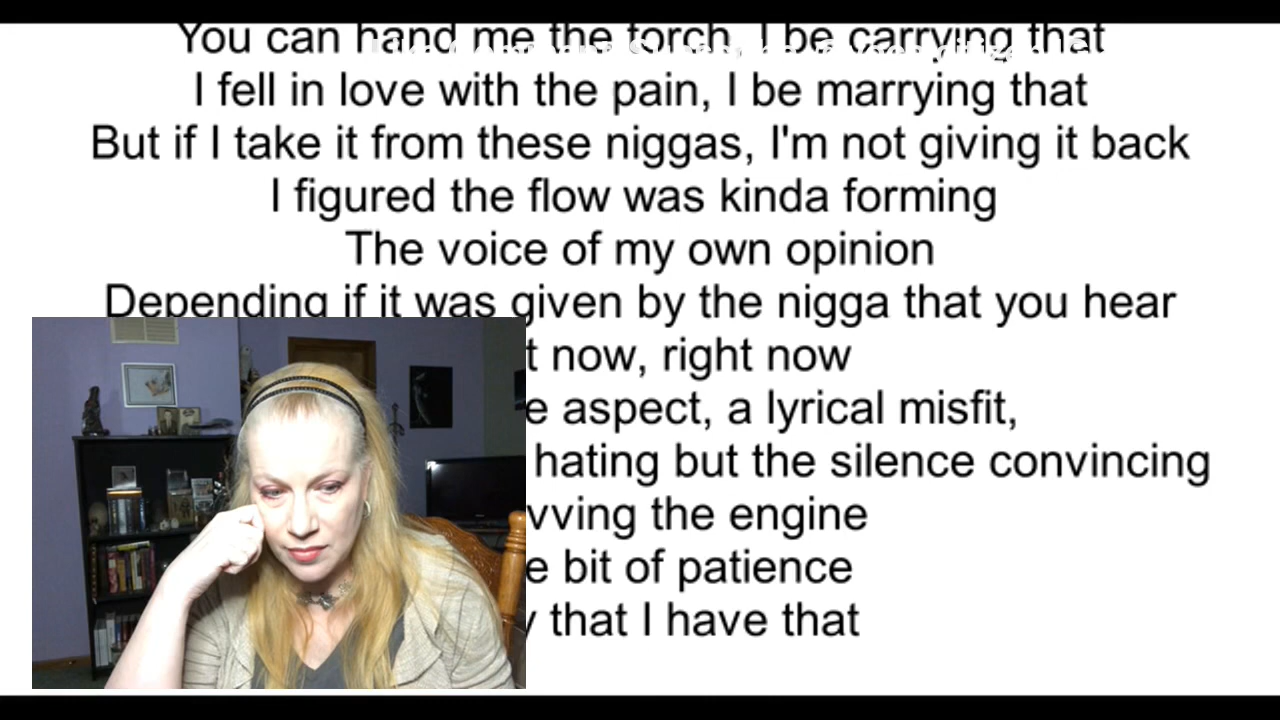 You can hand me the torch, I be carrying that
I fell in love with the pain, I be marrying that
But if I take it from these niggas, I'm not giving it back
I figured the flow was kinda forming
The voice of my own opinion
Depending if it was given by the nigga that you hear
now, right now
aspect, a lyrical misfit,
hating but the silence convincing
the engine
bit of patience
that I have that